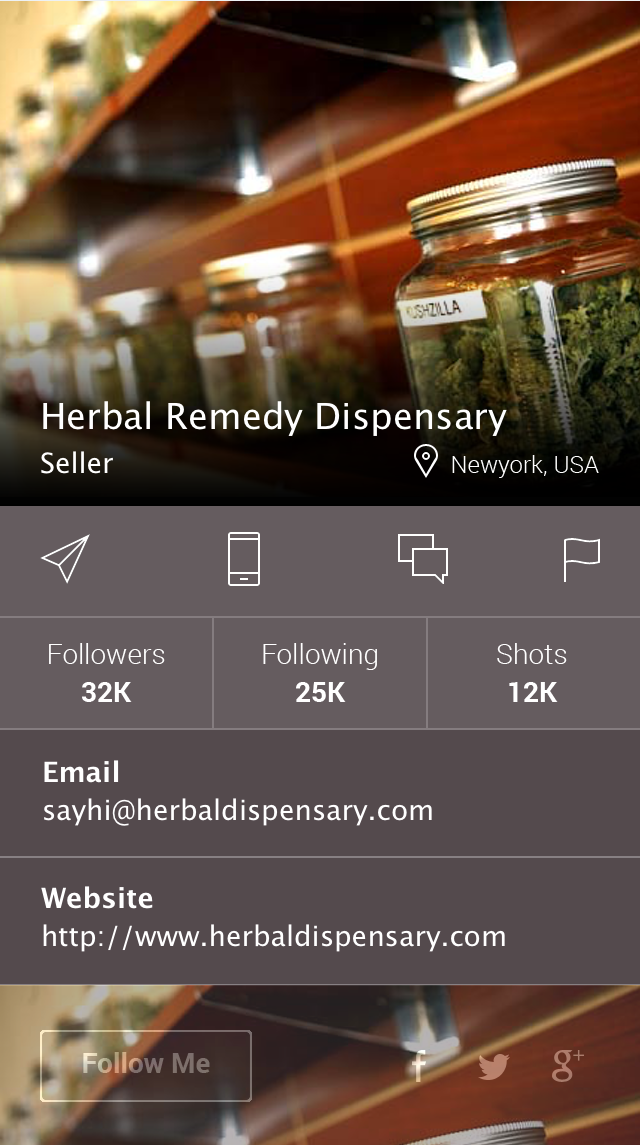 KUSHZILLA
Herbal Remedy Dispensary
Seller
Newyork, USA
Followers
32K
Following
25K
Shots
12K
Email
sayhi@herbaldispensary.com
Website
http://www.herbaldispensary.com
Follow Me
f
g+